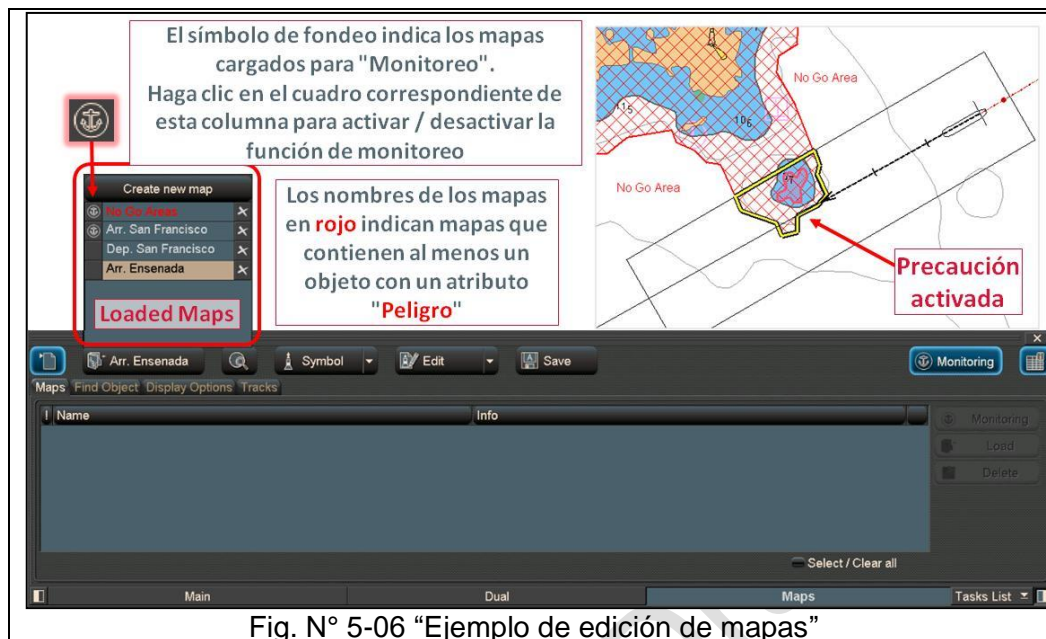 El símbolo de fondeo indica los mapas
cargados para "Monitoreo".
Haga clic en el cuadro correspondiente de
esta columna para activar / desactivar la
función de monitoreo
Create new map
No Go Areas
Arr. San Francisco
Dep. San Francisco
Arr. Ensenada
Loaded Maps
Los nombres de los mapas
en rojo indican mapas que
contienen al menos un
objeto con un atributo
"Peligro"
No Go Area
No Go Area
Precaución
activada
Arr. Ensenada
Symbol
Edit
Save
Monitoring
Maps Find Object Display Options Tracks
! Name Info
Monitoring
Load
Delete
Select / Clear all
Main Dual Maps Tasks List
Fig. N° 5-06 “Ejemplo de edición de mapas”